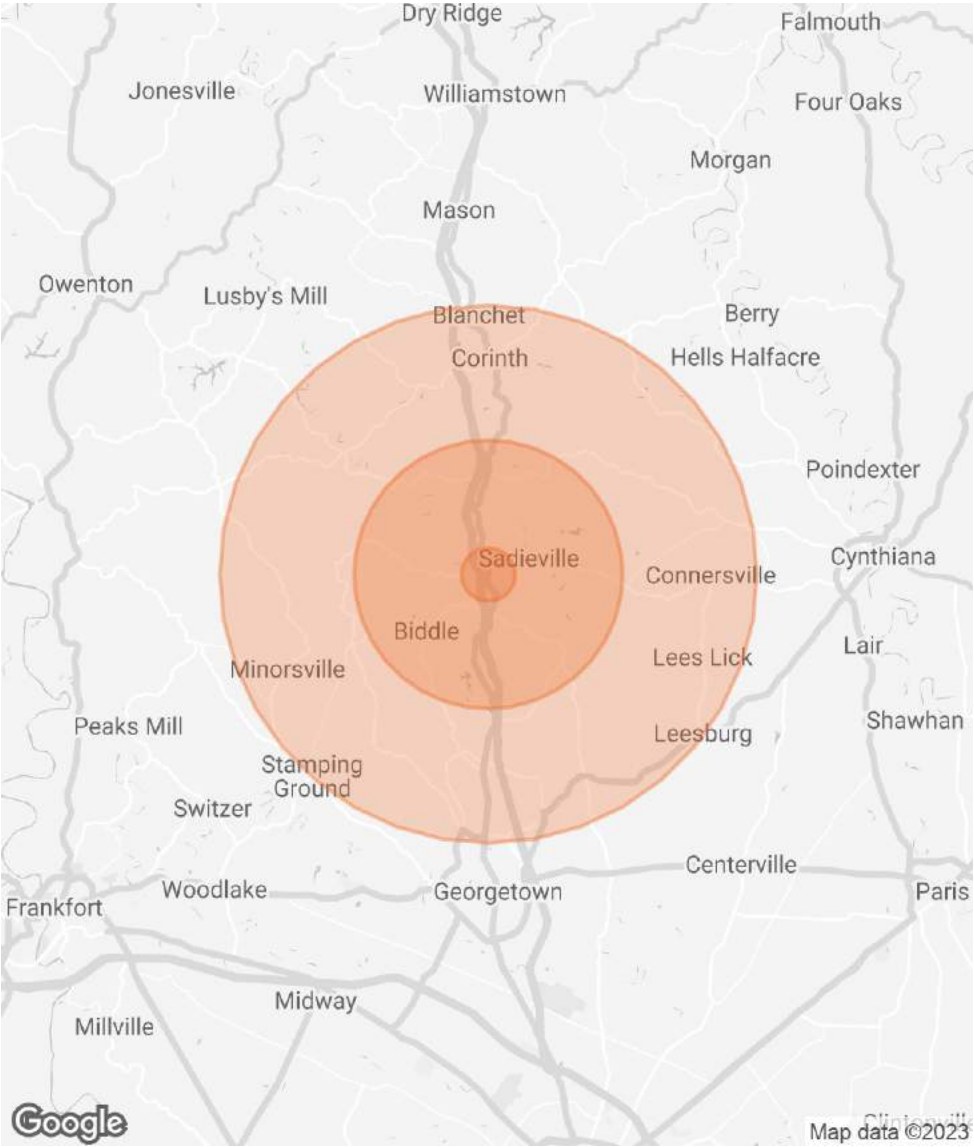 Dry Ridge
Falmouth
Jonesville
Williamstown
Four Oaks
Morgan
Mason
Owenton
Lusby's Mill
Blanchet
Berry
Corinth
Hells Halfacre
Poindexter
Sadieville
Cynthiana
Connersville
Biddle
Lair
Lees Lick
Minorsville
Peaks Mill
Shawhan
Leesburg
Stamping
Ground
Switzer
Centerville
Woodlake
Georgetown
Paris
Frankfort
Midway
Millville
Google
Map data ©2023